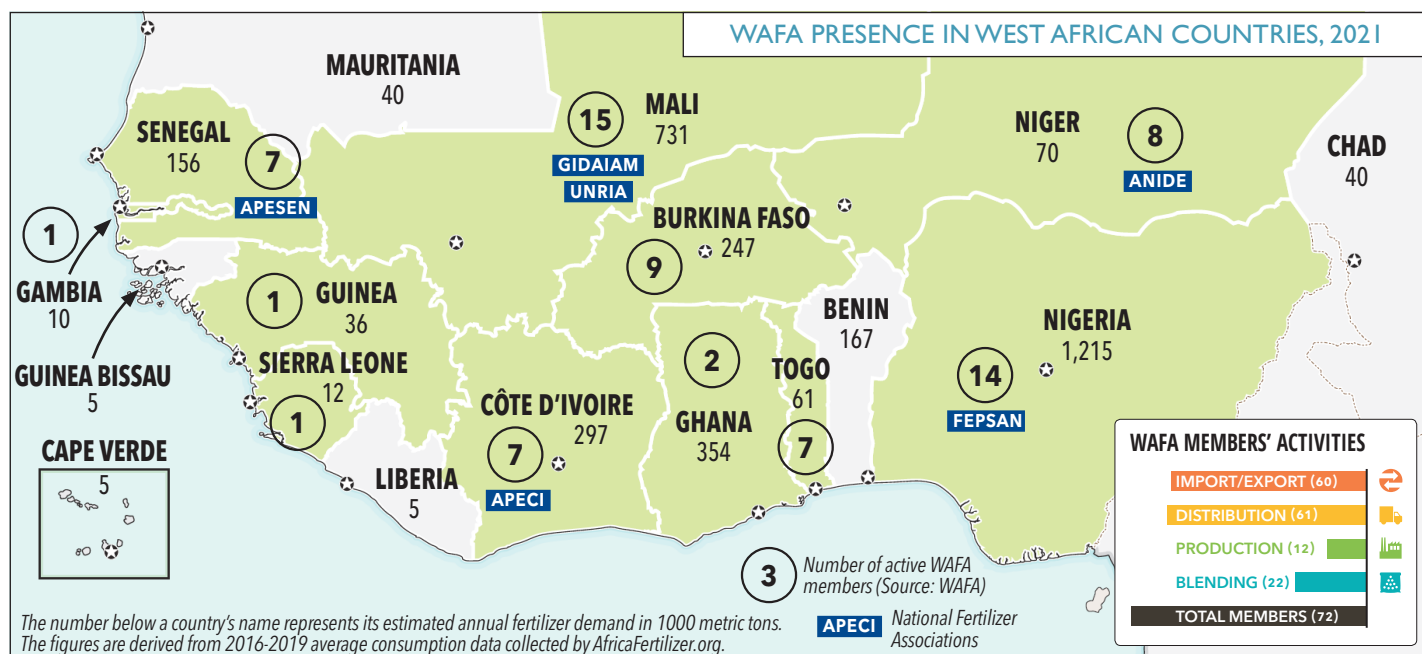 WAFA PRESENCE IN WEST AFRICAN COUNTRIES, 2021
MAURITANIA
40
SENEGAL
156
7
APESEN
15
GIDAIAM
UNRIA
MALI
731
NIGER
70
8
ANIDE
CHAD
40
1
GAMBIA
10
GUINEA BISSAU
5
1
GUINEA
36
SIERRA LEONE
12
1
BURKINA FASO
247
9
BENIN
167
NIGERIA
1,215
14
FEPSAN
2
GHANA
354
TOGO
61
7
CÔTE D'IVOIRE
297
7
APECI
LIBERIA
5
CAPE VERDE
5
WAFA MEMBERS' ACTIVITIES
IMPORT/EXPORT (60)
DISTRIBUTION (61)
PRODUCTION (12)
BLENDING (22)
TOTAL MEMBERS (72)
3
Number of active WAFA
members (Source: WAFA)
APECI
National Fertilizer
Associations
The number below a country's name represents its estimated annual fertilizer demand in 1000 metric tons.
The figures are derived from 2016-2019 average consumption data collected by AfricaFertilizer.org.